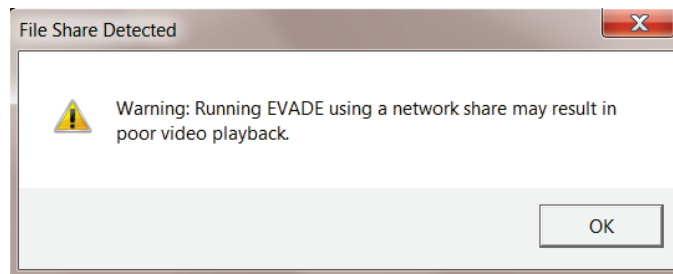 File Share Detected
Warning: Running EVADE using a network share may result in
poor video playback.
OK